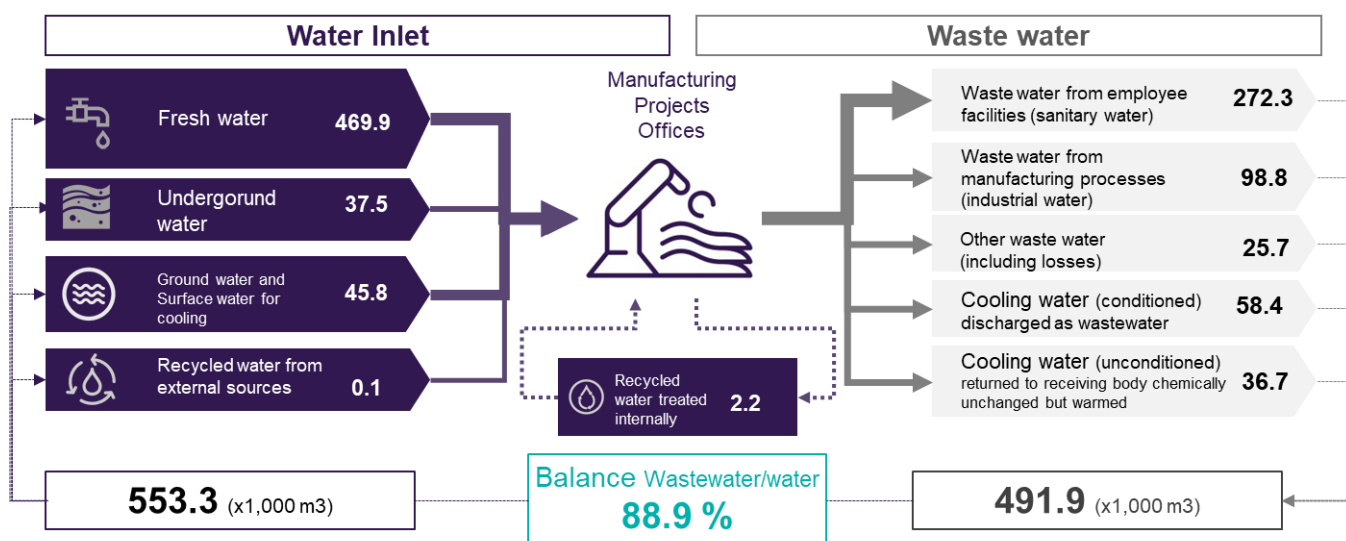 Water Inlet
Waste water
Fresh water
469.9
Undergorund
water
37.5
Ground water and
Surface water for
cooling
45.8
Recycled water from
external sources
0.1
Manufacturing
Projects
Offices
Recycled
water treated
internally
2.2
Waste water from employee
facilities (sanitary water)
272.3
Waste water from
manufacturing processes
(industrial water)
98.8
Other waste water
(including losses)
25.7
Cooling water (conditioned)
discharged as wastewater
58.4
Cooling water (unconditioned)
returned to receiving body chemically
unchanged but warmed
36.7
553.3 (x1,000 m3)
Balance Wastewater/water
88.9 %
491.9 (x1,000 m3)